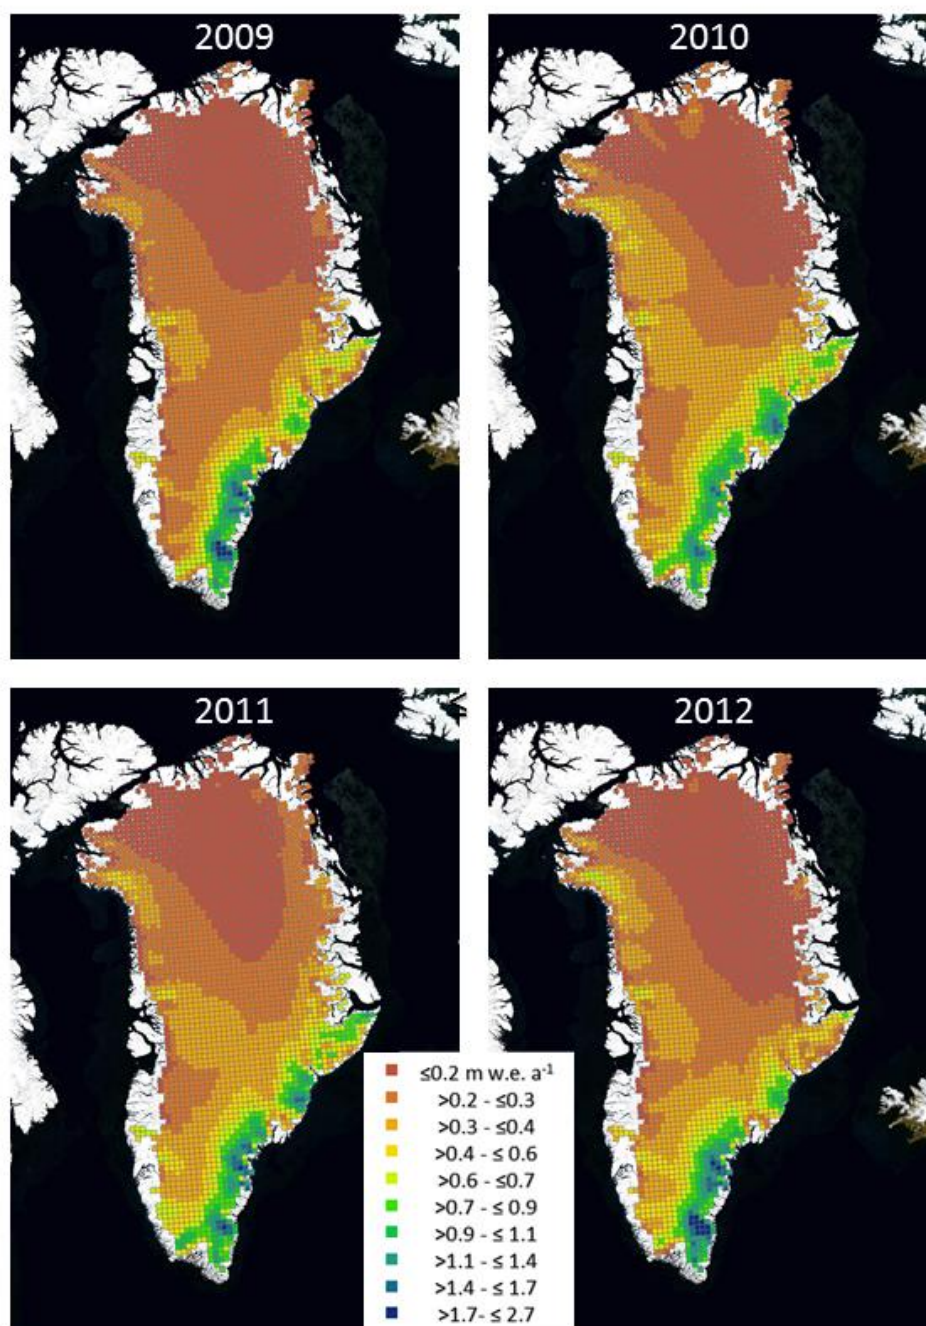 2009
2010
2011
2012
≤0.2 m w.e. a⁻¹
>0.2 - ≤0.3
>0.3 - ≤0.4
>0.4 - ≤ 0.6
>0.6 - ≤0.7
>0.7 - ≤ 0.9
>0.9 - ≤ 1.1
>1.1 - ≤ 1.4
>1.4 - ≤ 1.7
>1.7- ≤ 2.7